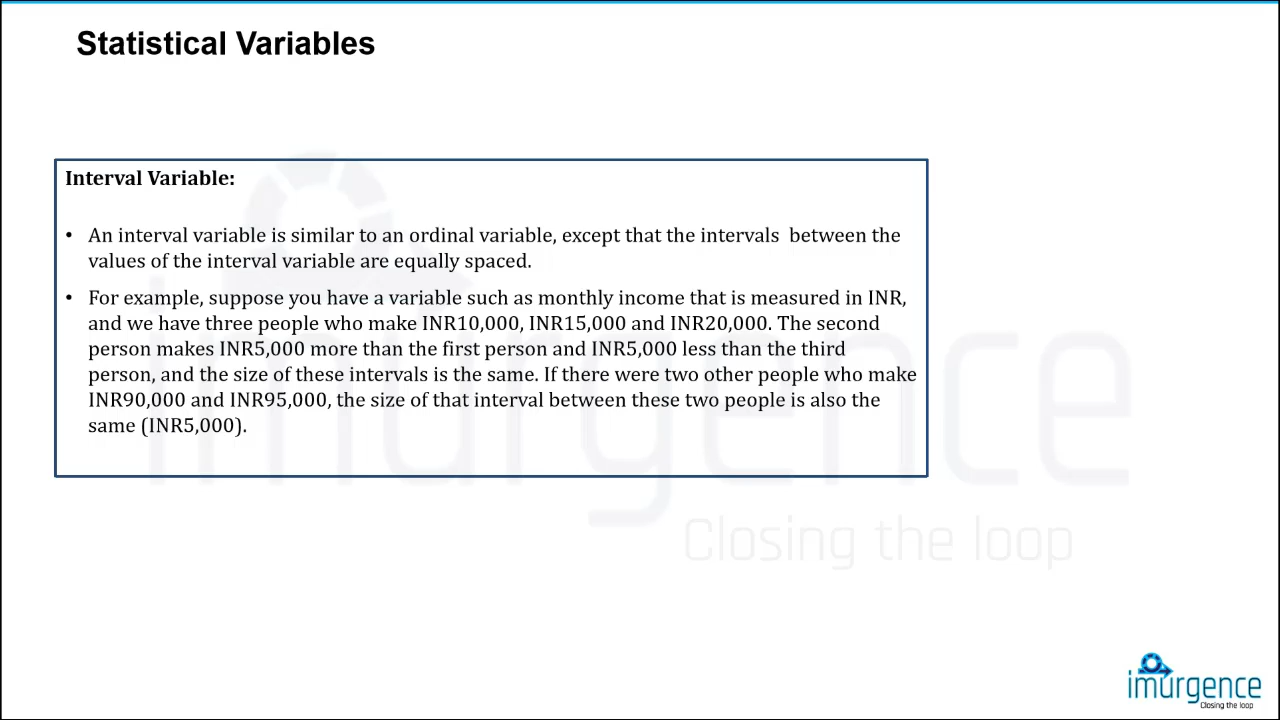 Statistical Variables
Interval Variable:
• An interval variable is similar to an ordinal variable, except that the intervals  between the
values of the interval variable are equally spaced.
• For example, suppose you have a variable such as monthly income that is measured in INR,
and we have three people who make INR10,000, INR15,000 and INR20,000. The second
person makes INR5,000 more than the first person and INR5,000 less than the third
person, and the size of these intervals is the same. If there were two other people who make
INR90,000 and INR95,000, the size of that interval between these two people is also the
same (INR5,000).
imurgence
Closing the loop
imurgence
Closing the loop